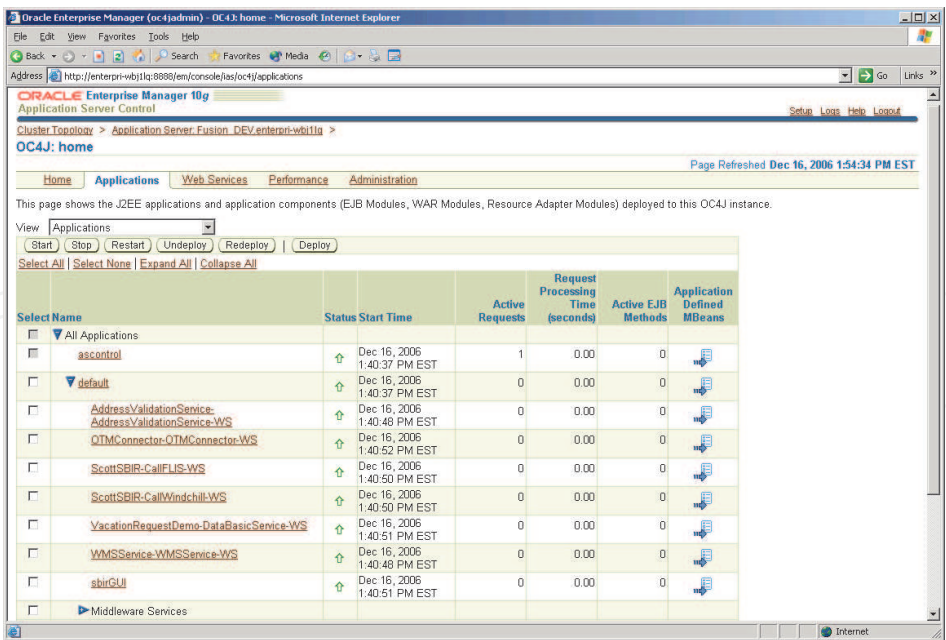 Oracle Enterprise Manager (oc4jadmin) - OC4J: home - Microsoft Internet Explorer
File Edit View Favorites Tools Help
Back Search Favorites Media
Address http://enterpri-wbj1lq:8888/em/console/ias/oc4j/applications Go Links »
ORACLE Enterprise Manager 10g
Application Server Control
Setup Logs Help Logout
Cluster Topology > Application Server: Fusion_DEV.enterpri-wbj1lq >
OC4J: home
Page Refreshed Dec 16, 2006 1:54:34 PM EST
Home Applications Web Services Performance Administration
This page shows the J2EE applications and application components (EJB Modules, WAR Modules, Resource Adapter Modules) deployed to this OC4J instance.
View Applications
Start Stop Restart Undeploy Redeploy | Deploy
Select All | Select None | Expand All | Collapse All
Select Name Status Start Time Active Requests Request Processing Time (seconds) Active EJB Methods Application Defined MBeans
All Applications
ascontrol Dec 16, 2006 1:40:37 PM EST 1 0.00 0
default Dec 16, 2006 1:40:37 PM EST 0 0.00 0
AddressValidationService-AddressValidationService-WS Dec 16, 2006 1:40:48 PM EST 0 0.00 0
OTMConnector-OTMConnector-WS Dec 16, 2006 1:40:52 PM EST 0 0.00 0
ScottSBIR-CallFLIS-WS Dec 16, 2006 1:40:50 PM EST 0 0.00 0
ScottSBIR-CallWindchill-WS Dec 16, 2006 1:40:50 PM EST 0 0.00 0
VacationRequestDemo-DataBasicService-WS Dec 16, 2006 1:40:51 PM EST 0 0.00 0
WMSService-WMSService-WS Dec 16, 2006 1:40:48 PM EST 0 0.00 0
sbirGUI Dec 16, 2006 1:40:51 PM EST 0 0.00 0
Middleware Services
Internet